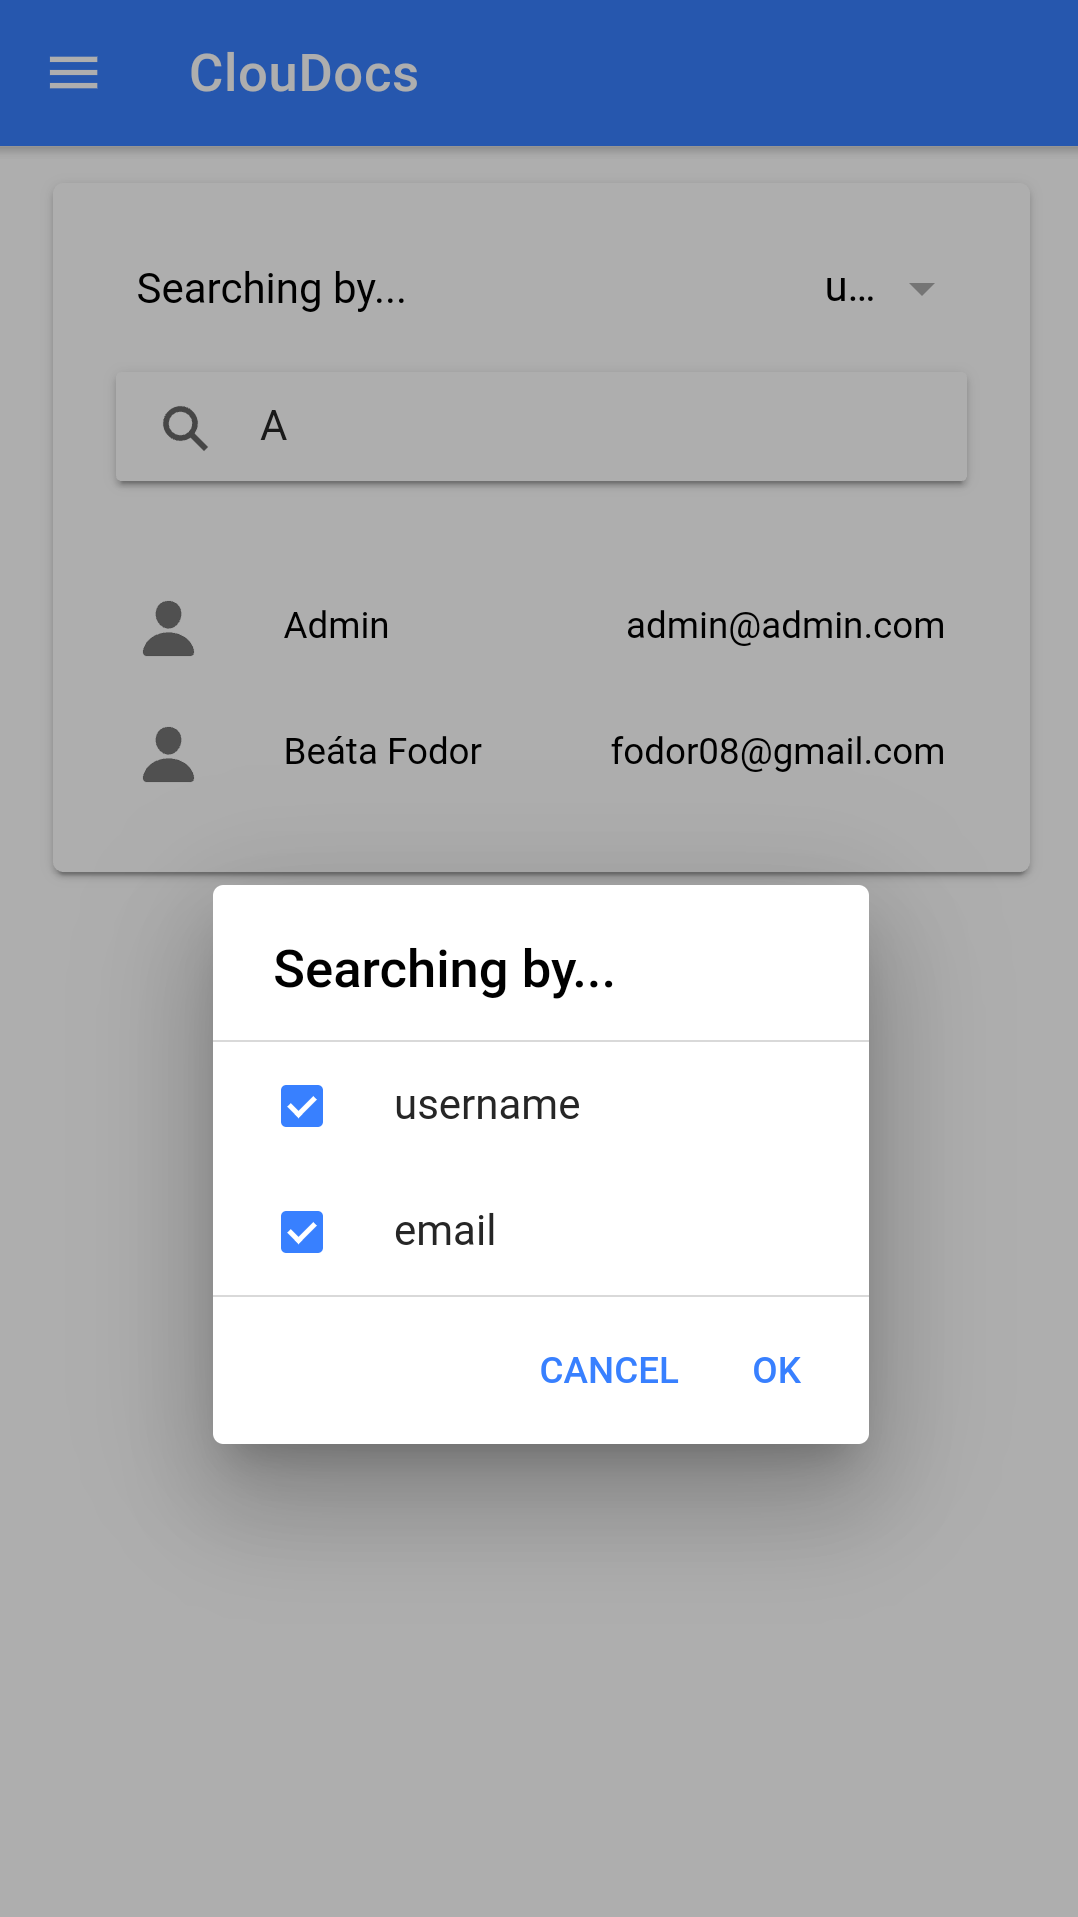 ClouDocs
Searching by...
u...
A
Admin
admin@admin.com
Beáta Fodor
fodor08@gmail.com
Searching by...
username
email
CANCEL
OK